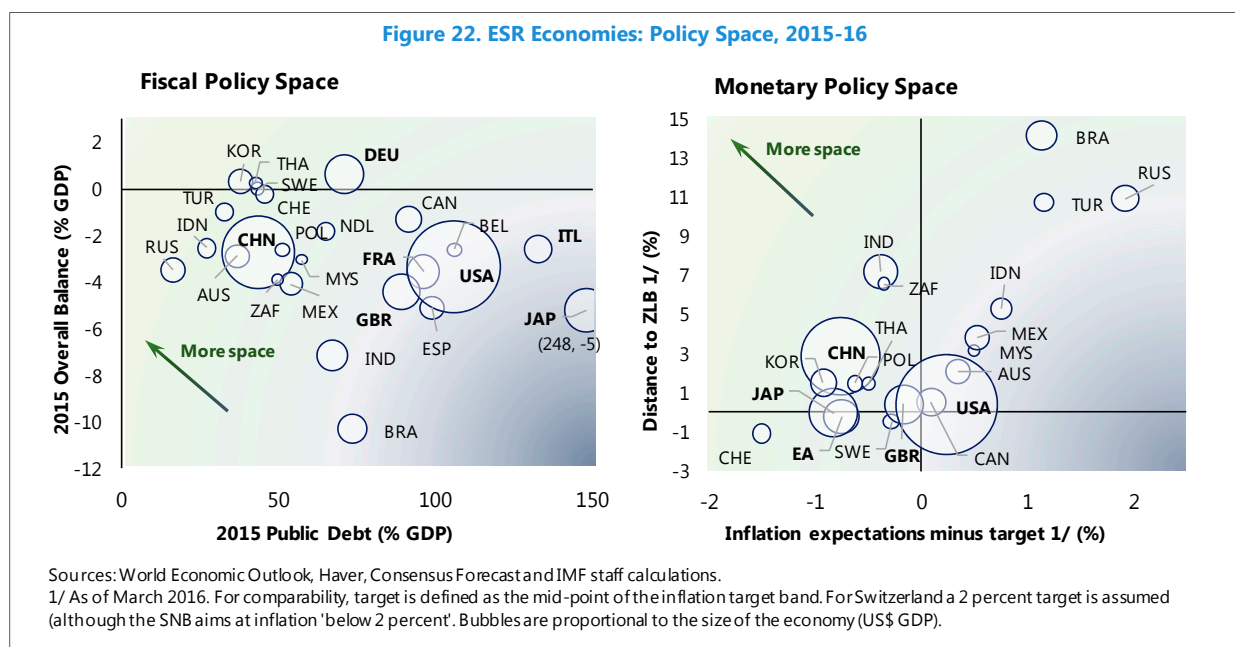 Figure 22. ESR Economies: Policy Space, 2015-16
Fiscal Policy Space
2015 Overall Balance (% GDP)
2
0
-2
-4
-6
-8
-10
-12
KOR
THA
DEU
SWE
TUR
CHE
CAN
IDN
CHN
POL
NDL
BEL
ITL
RUS
FRA
USA
AUS
MYS
ZAF
MEX
GBR
ESP
JAP
(248, -5)
More space
IND
BRA
0
50
100
150
2015 Public Debt (% GDP)
Monetary Policy Space
Distance to ZLB 1/ (%)
15
13
11
9
7
5
3
1
-1
-3
More space
BRA
RUS
TUR
IND
ZAF
IDN
THA
MEX
CHN
POL
MYS
KOR
AUS
JAP
USA
CHE
EA
SWE
GBR
CAN
-2
-1
0
1
2
Inflation expectations minus target 1/ (%)
Sources: World Economic Outlook, Haver, Consensus Forecast and IMF staff calculations.
1/ As of March 2016. For comparability, target is defined as the mid-point of the inflation target band. For Switzerland a 2 percent target is assumed
(although the SNB aims at inflation 'below 2 percent'. Bubbles are proportional to the size of the economy (US$ GDP).